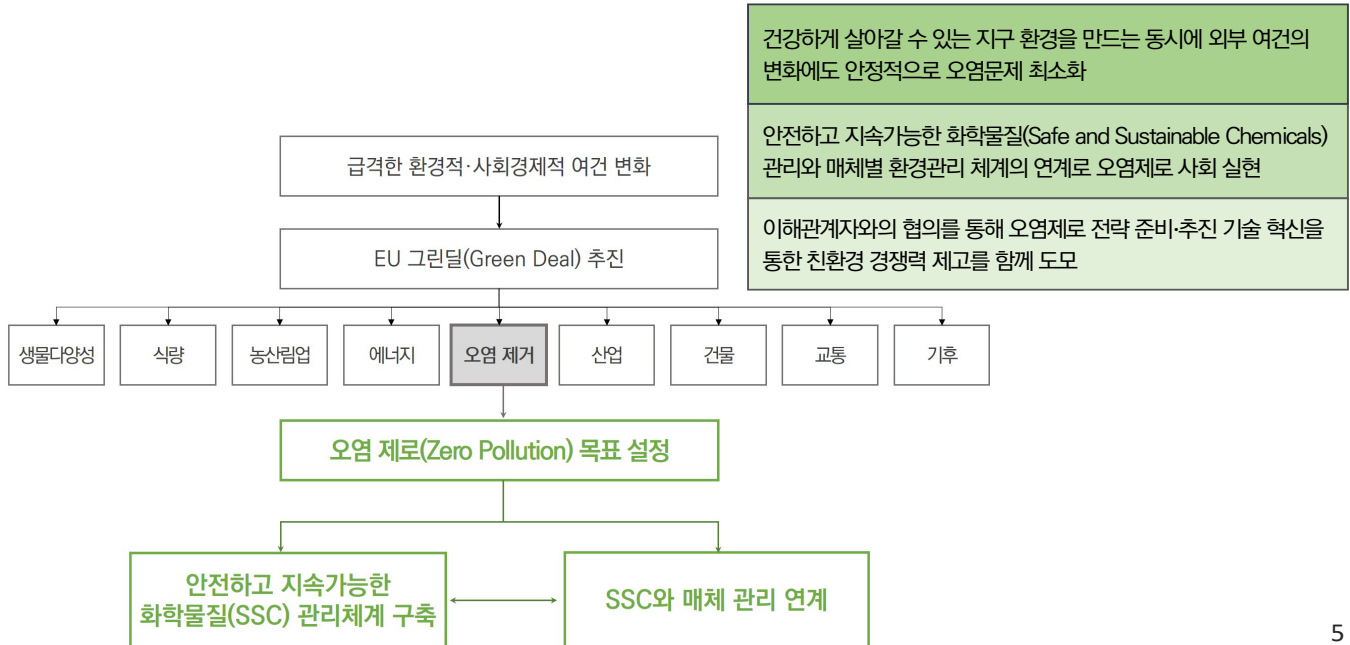 건강하게 살아갈 수 있는 지구 환경을 만드는 동시에 외부 여건의
변화에도 안정적으로 오염문제 최소화
안전하고 지속가능한 화학물질(Safe and Sustainable Chemicals)
관리와 매체별 환경관리 체계의 연계로 오염제로 사회 실현
이해관계자와의 협의를 통해 오염제로 전략 준비·추진 기술 혁신을
통한 친환경 경쟁력 제고를 함께 도모
급격한 환경적·사회경제적 여건 변화
EU 그린딜(Green Deal) 추진
생물다양성
식량
농산림업
에너지
오염 제거
산업
건물
교통
기후
오염 제로(Zero Pollution) 목표 설정
안전하고 지속가능한
화학물질(SSC) 관리체계 구축
SSC와 매체 관리 연계
5